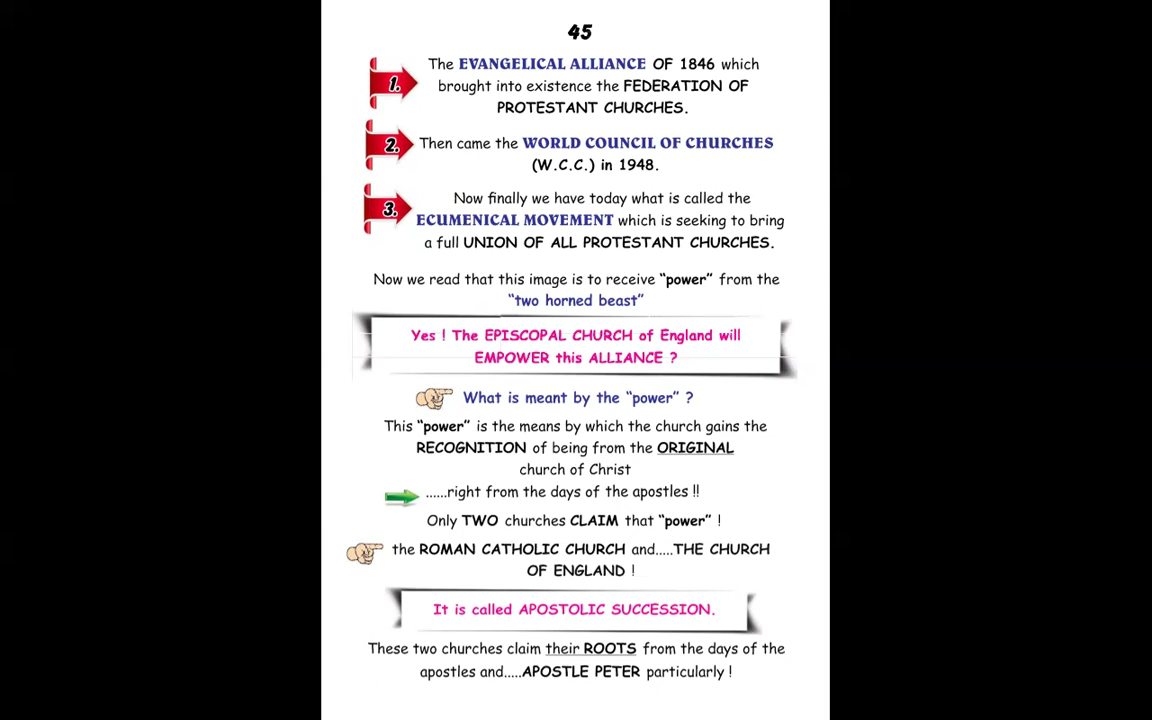 45
1. The EVANGELICAL ALLIANCE OF 1846 which
brought into existence the FEDERATION OF
PROTESTANT CHURCHES.
2. Then came the WORLD COUNCIL OF CHURCHES
(W.C.C.) in 1948.
3. Now finally we have today what is called the
ECUMENICAL MOVEMENT which is seeking to bring
a full UNION OF ALL PROTESTANT CHURCHES.
Now we read that this image is to receive “power” from the
“two horned beast”
Yes ! The EPISCOPAL CHURCH of England will
EMPOWER this ALLIANCE ?
What is meant by the “power” ?
This “power” is the means by which the church gains the
RECOGNITION of being from the ORIGINAL
church of Christ
......right from the days of the apostles !!
Only TWO churches CLAIM that “power” !
the ROMAN CATHOLIC CHURCH and.....THE CHURCH
OF ENGLAND !
It is called APOSTOLIC SUCCESSION.
These two churches claim their ROOTS from the days of the
apostles and.....APOSTLE PETER particularly !